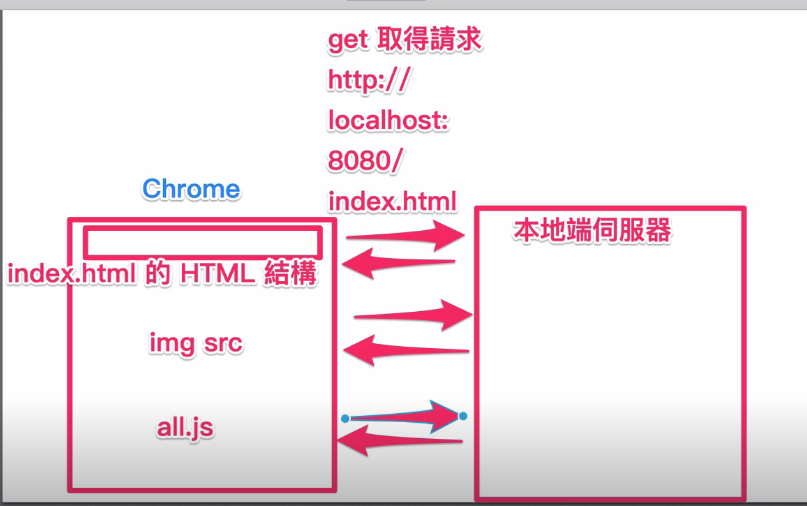 get 取得請求
http://
localhost:
8080/
index.html
Chrome
本地端伺服器
index.html 的 HTML 結構
img src
all.js